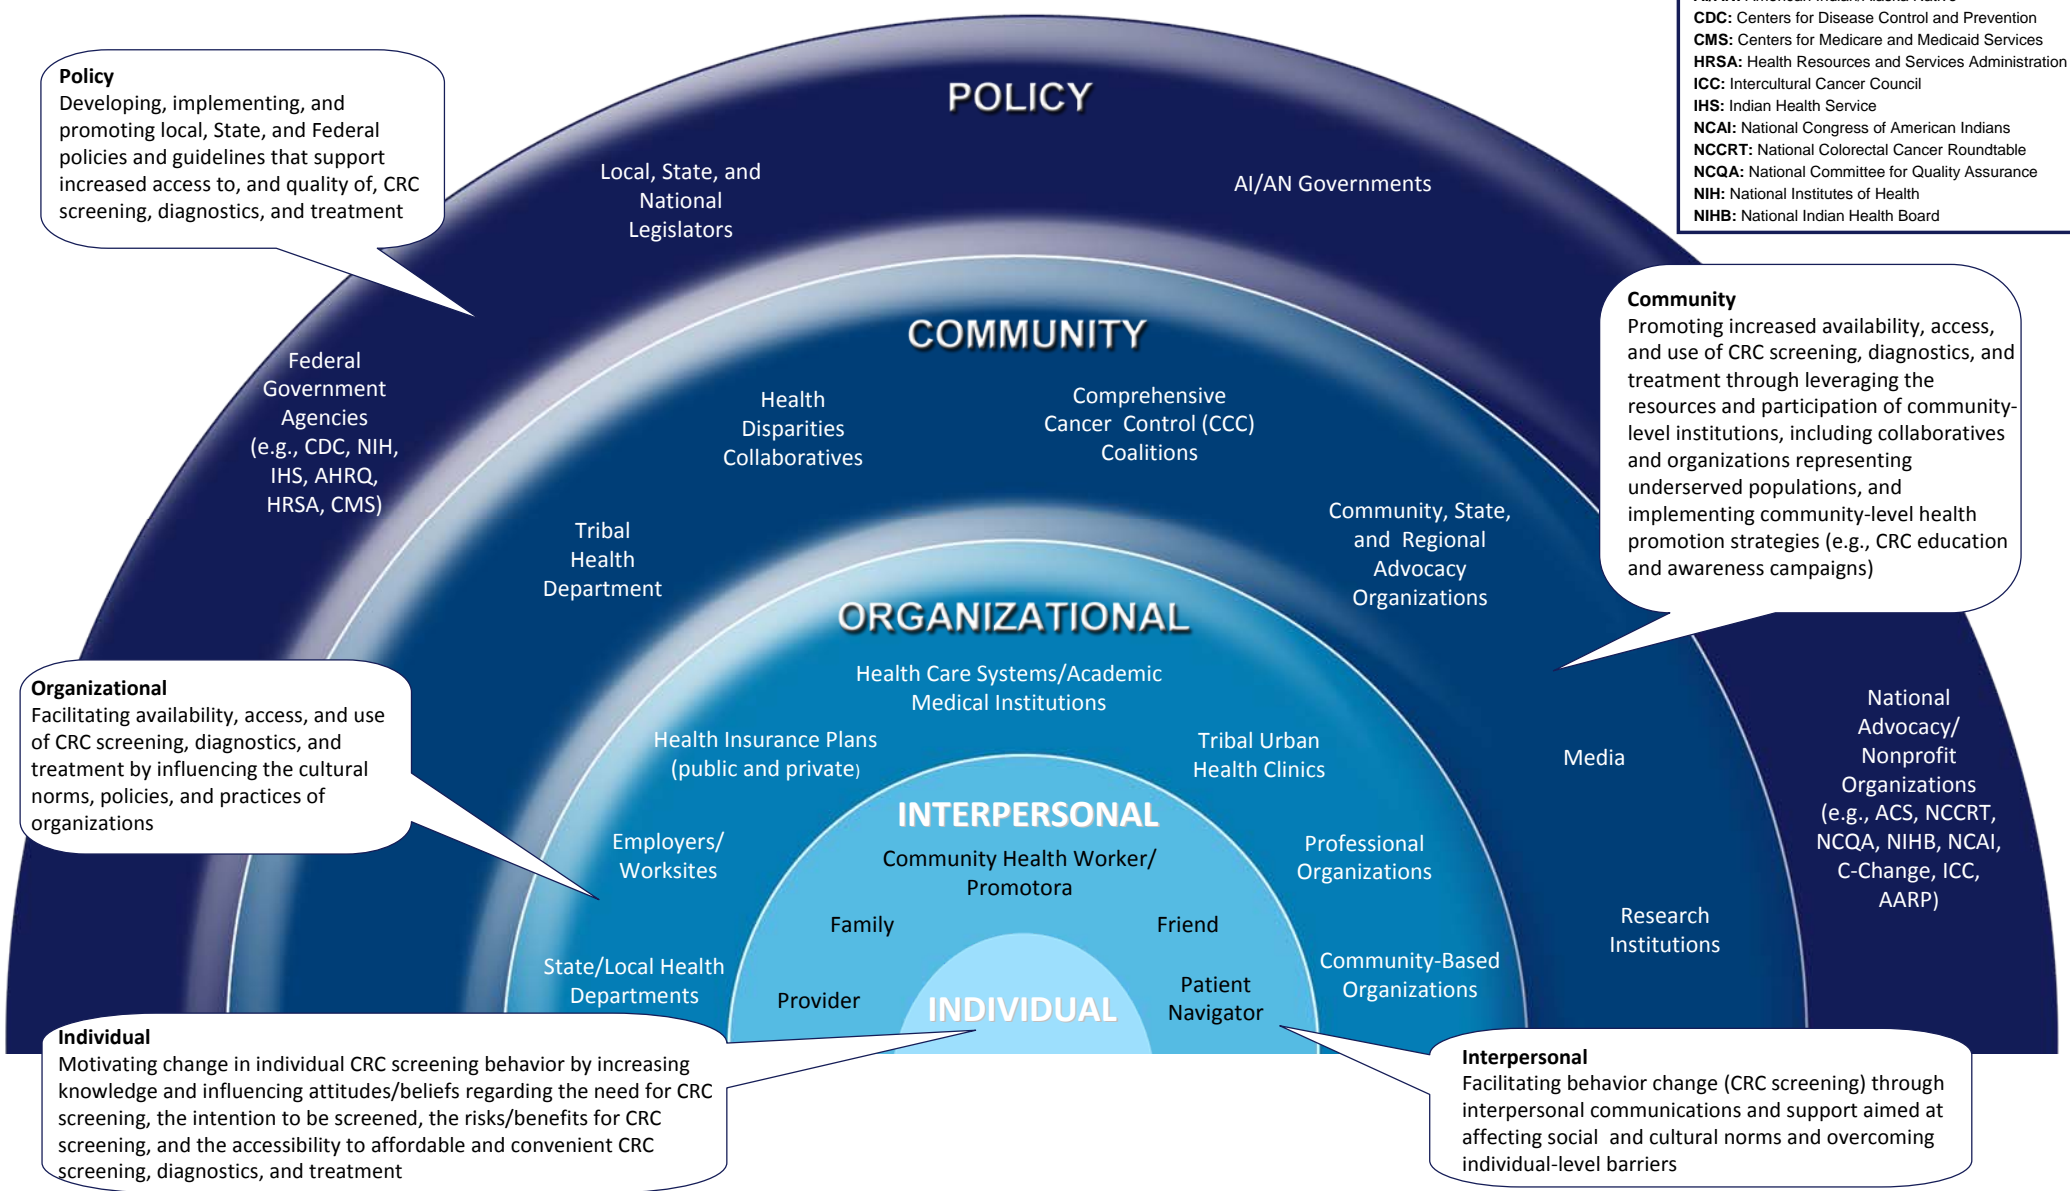 CDC: Centers for Disease Control and Prevention
CMS: Centers for Medicare and Medicaid Services
HRSA: Health Resources and Services Administration
ICC: Intercultural Cancer Council
IHS: Indian Health Service
NCAI: National Congress of American Indians
NCCRT: National Colorectal Cancer Roundtable
NCQA: National Committee for Quality Assurance
NIH: National Institutes of Health
NIHB: National Indian Health Board
Policy
Developing, implementing, and
promoting local, State, and Federal
policies and guidelines that support
increased access to, and quality of, CRC
screening, diagnostics, and treatment
POLICY
Local, State, and
National
Legislators
AI/AN Governments
Federal
Government
Agencies
(e.g., CDC, NIH,
IHS, AHRQ,
HRSA, CMS)
National
Advocacy/
Nonprofit
Organizations
(e.g., ACS, NCCRT,
NCQA, NIHB, NCAI,
C-Change, ICC,
AARP)
Community
Promoting increased availability, access,
and use of CRC screening, diagnostics, and
treatment through leveraging the
resources and participation of community-
level institutions, including collaboratives
and organizations representing
underserved populations, and
implementing community-level health
promotion strategies (e.g., CRC education
and awareness campaigns)
COMMUNITY
Health
Disparities
Collaboratives
Comprehensive
Cancer Control (CCC)
Coalitions
Tribal
Health
Department
Community, State,
and Regional
Advocacy
Organizations
Media
Research
Institutions
Organizational
Facilitating availability, access, and use
of CRC screening, diagnostics, and
treatment by influencing the cultural
norms, policies, and practices of
organizations
ORGANIZATIONAL
Health Care Systems/Academic
Medical Institutions
Health Insurance Plans
(public and private)
Tribal Urban
Health Clinics
Employers/
Worksites
Professional
Organizations
State/Local Health
Departments
Community-Based
Organizations
INTERPERSONAL
Community Health Worker/
Promotora
Family
Friend
Provider
Patient
Navigator
INDIVIDUAL
Individual
Motivating change in individual CRC screening behavior by increasing
knowledge and influencing attitudes/beliefs regarding the need for CRC
screening, the intention to be screened, the risks/benefits for CRC
screening, and the accessibility to affordable and convenient CRC
screening, diagnostics, and treatment
Interpersonal
Facilitating behavior change (CRC screening) through
interpersonal communications and support aimed at
affecting social and cultural norms and overcoming
individual-level barriers